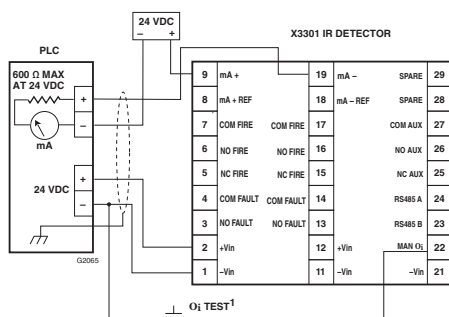 24 VDC
– +
PLC
X3301 IR DETECTOR
600 Ω MAX
AT 24 VDC
+
–
mA
24 VDC
+
–
G2065
9 mA + 19 mA – SPARE 29
8 mA + REF 18 mA – REF SPARE 28
7 COM FIRE COM FIRE 17 COM AUX 27
6 NO FIRE NO FIRE 16 NO AUX 26
5 NC FIRE NC FIRE 15 NC AUX 25
4 COM FAULT COM FAULT 14 RS485 A 24
3 NO FAULT NO FAULT 13 RS485 B 23
2 +Vin 12 +Vin MAN Oi 22
1 –Vin 11 –Vin –Vin 21
Oi TEST1